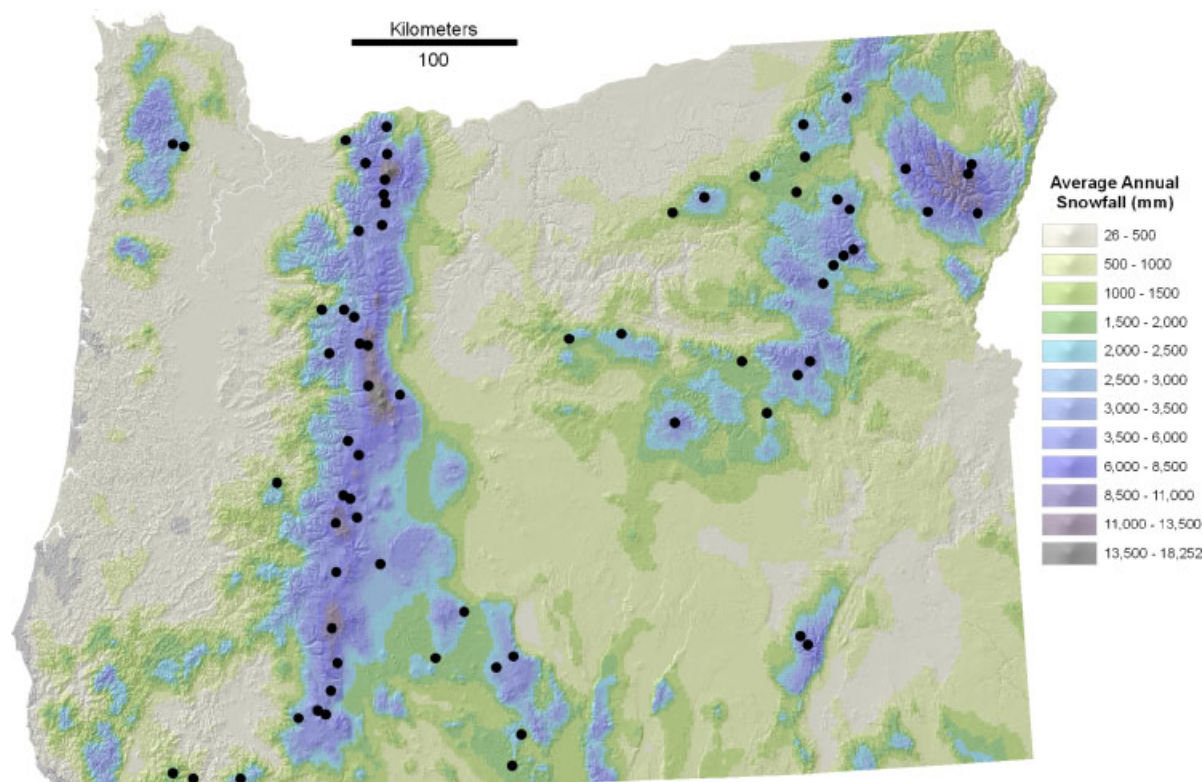 Kilometers
100
Average Annual
Snowfall (mm)
26 - 500
500 - 1000
1000 - 1500
1,500 - 2,000
2,000 - 2,500
2,500 - 3,000
3,000 - 3,500
3,500 - 6,000
6,000 - 8,500
8,500 - 11,000
11,000 - 13,500
13,500 - 18,252